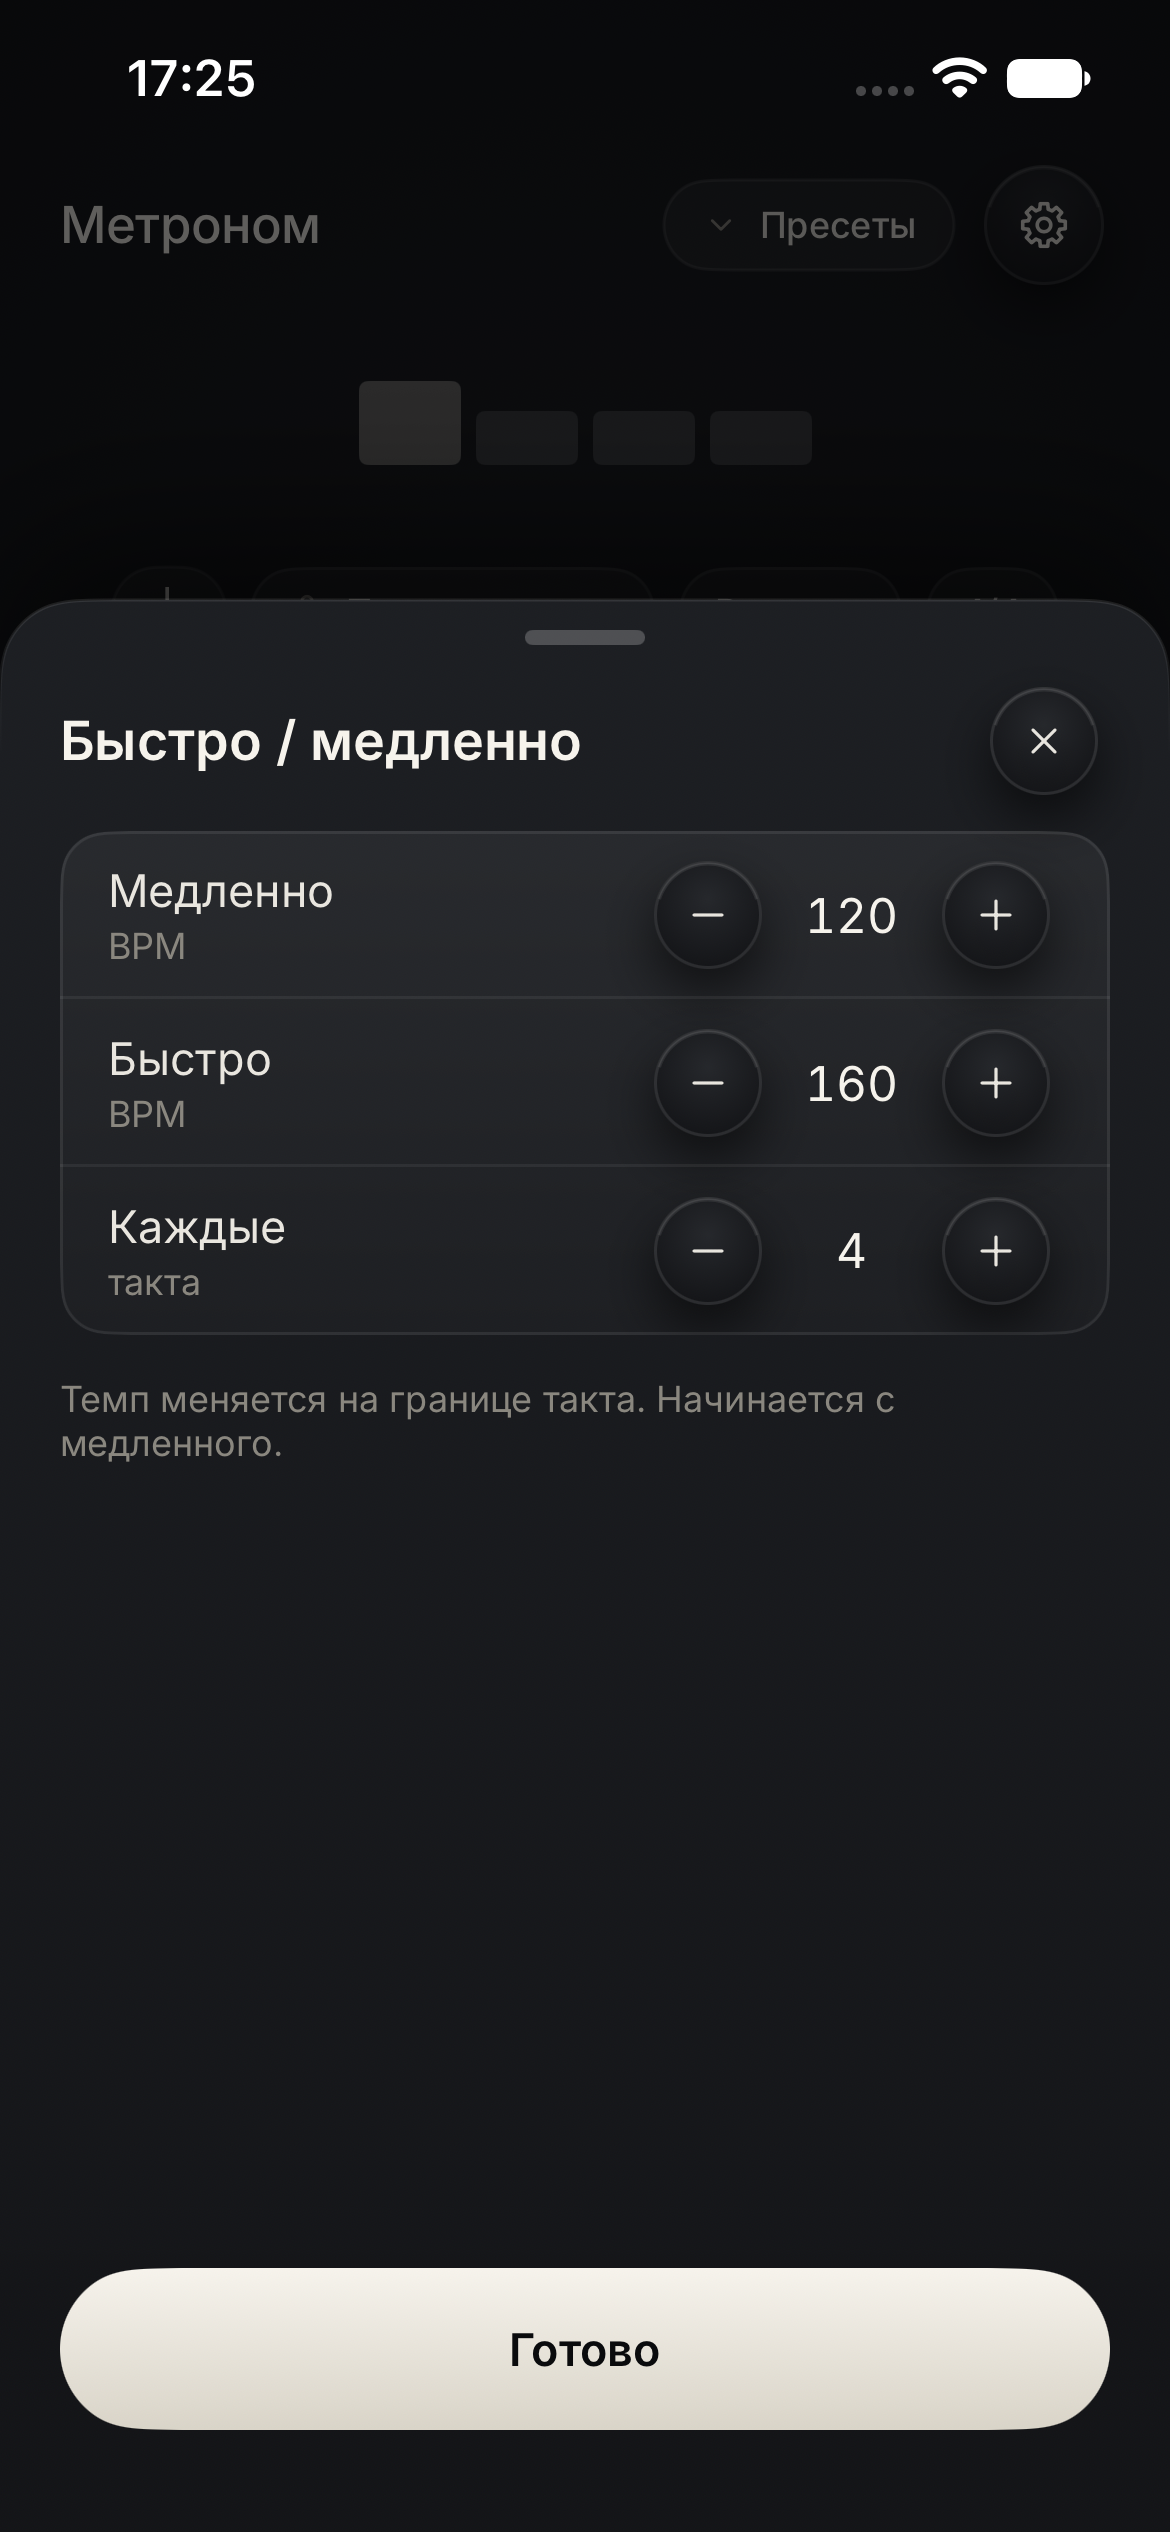 17:25
Метроном
Пресеты
Быстро / медленно
Медленно
BPM
120
Быстро
BPM
160
Каждые
такта
4
Темп меняется на границе такта. Начинается с
медленного.
Готово